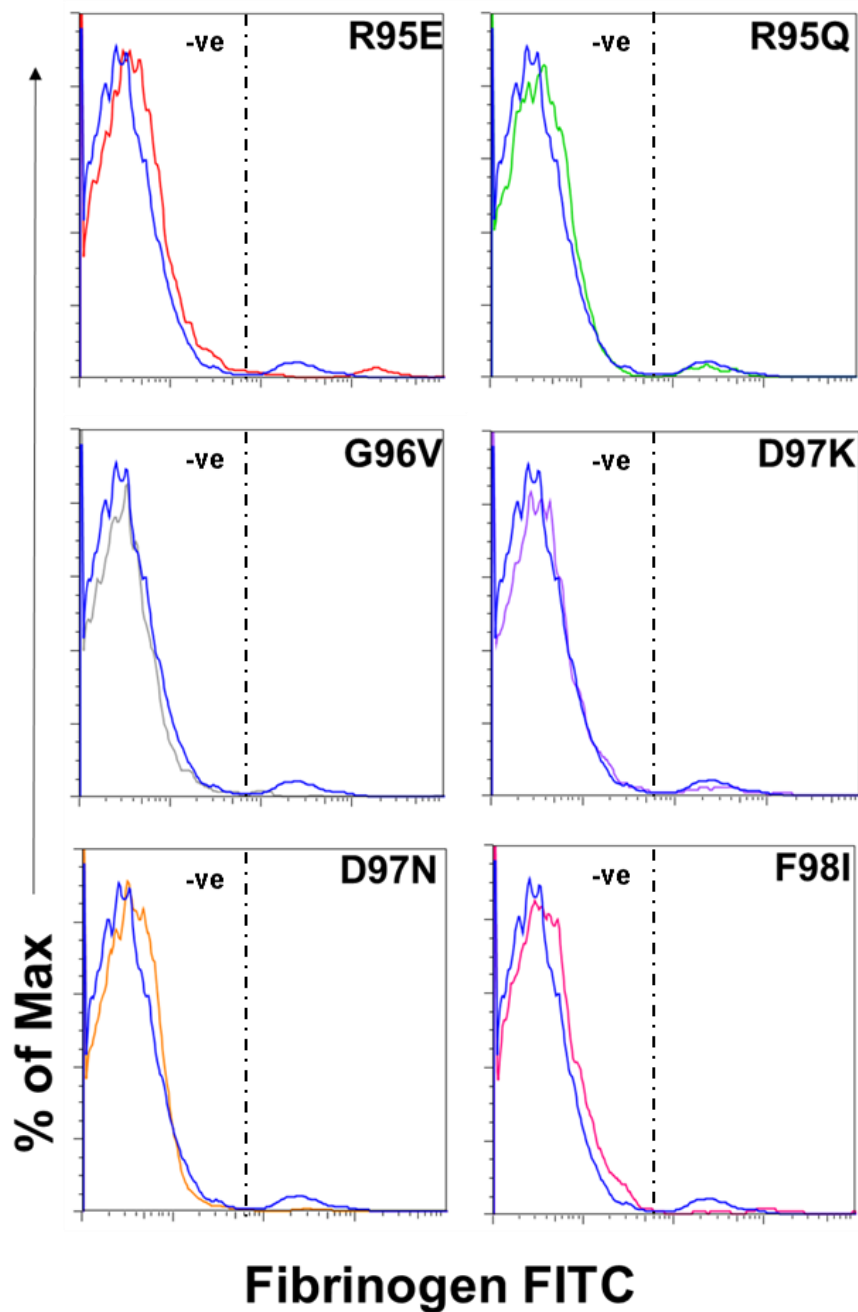 -ve
R95E
-ve
R95Q
-ve
G96V
-ve
D97K
-ve
D97N
-ve
F98I
% of Max
Fibrinogen FITC